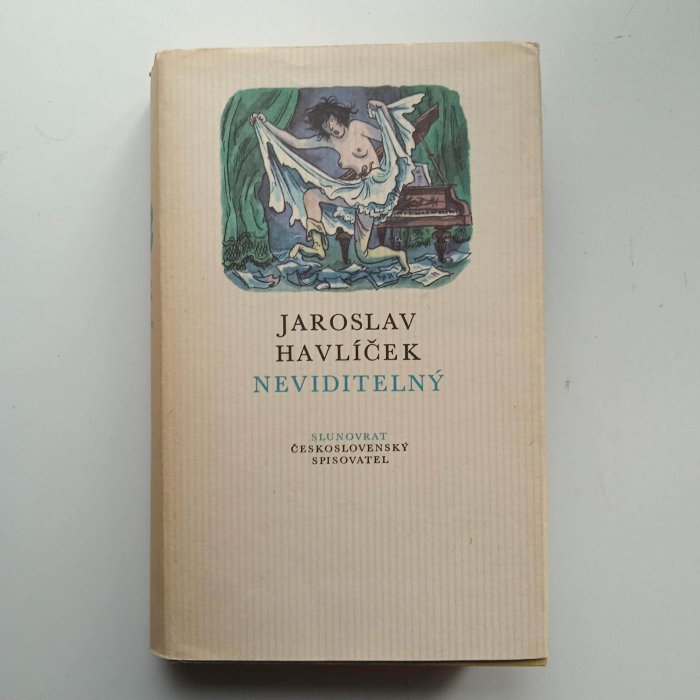 JAROSLAV
HAVLÍČEK
NEVIDITELNÝ
SLUNOVRAT
ČESKOSLOVENSKÝ
SPISOVATEL